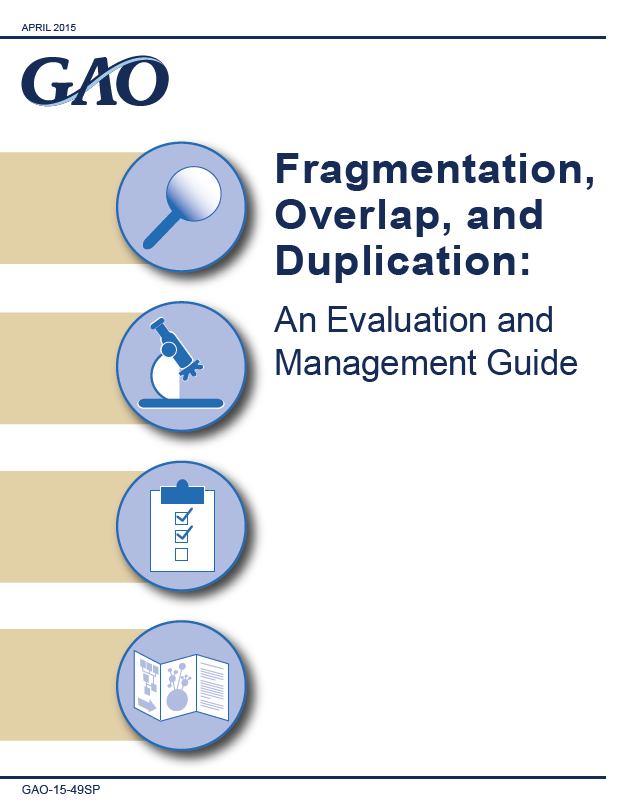 APRIL 2015
GAO
Fragmentation,
Overlap, and
Duplication:
An Evaluation and
Management Guide
GAO-15-49SP